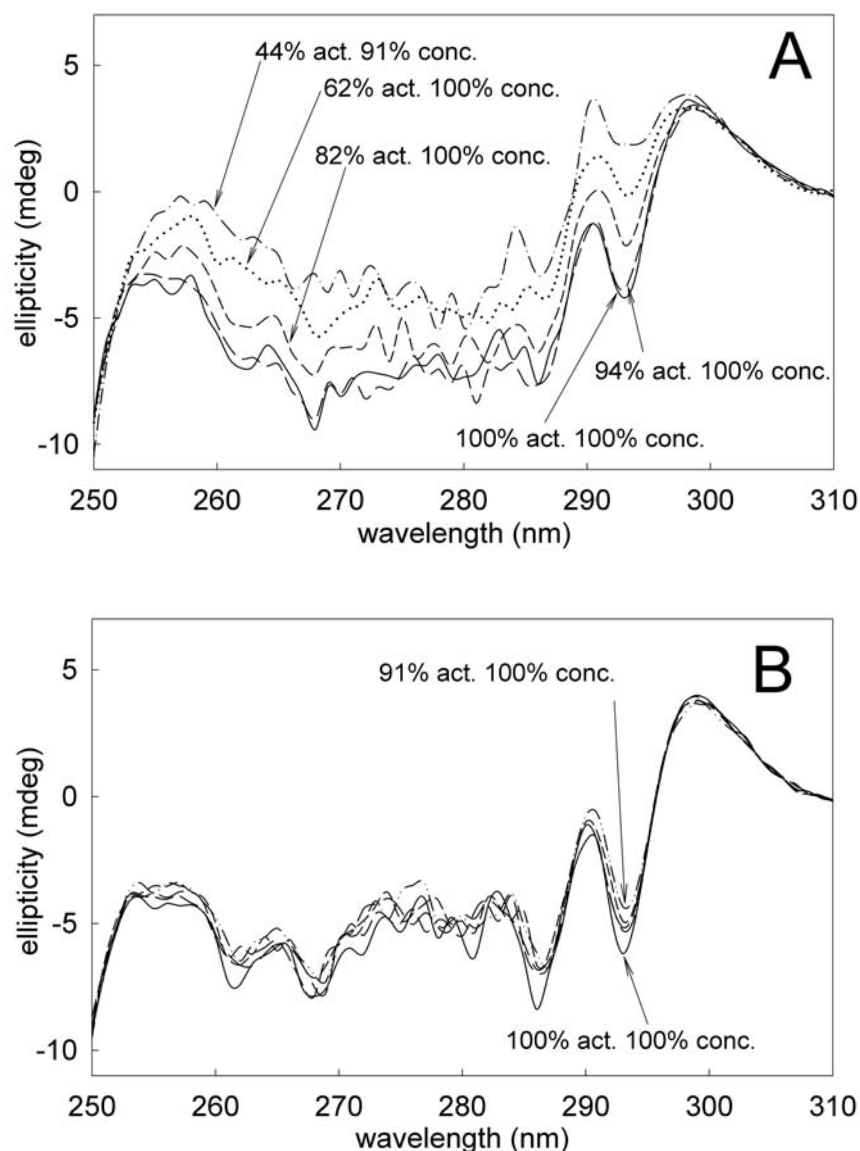 A
44% act. 91% conc.
62% act. 100% conc.
82% act. 100% conc.
94% act. 100% conc.
100% act. 100% conc.
5
0
-5
-10
ellipticity (mdeg)
250 260 270 280 290 300 310
wavelength (nm)
B
91% act. 100% conc.
100% act. 100% conc.
5
0
-5
-10
ellipticity (mdeg)
250 260 270 280 290 300 310
wavelength (nm)